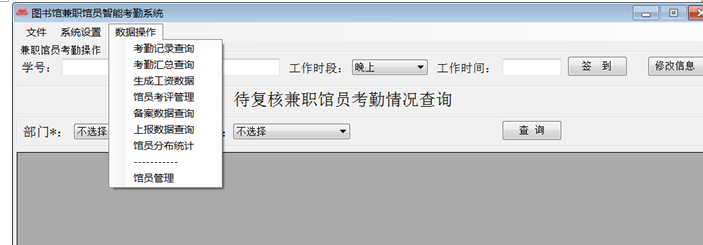 图书馆兼职馆员智能考勤系统
文件 系统设置 数据操作
兼职馆员考勤操作
学号： 工作时段： 晚上 工作时间： 签 到 修改信息
考勤记录查询
考勤汇总查询
生成工资数据
馆员考评管理
备案数据查询
上报数据查询
馆员分布统计
-----------
馆员管理
待复核兼职馆员考勤情况查询
部门*： 不选择 ： 不选择 查 询